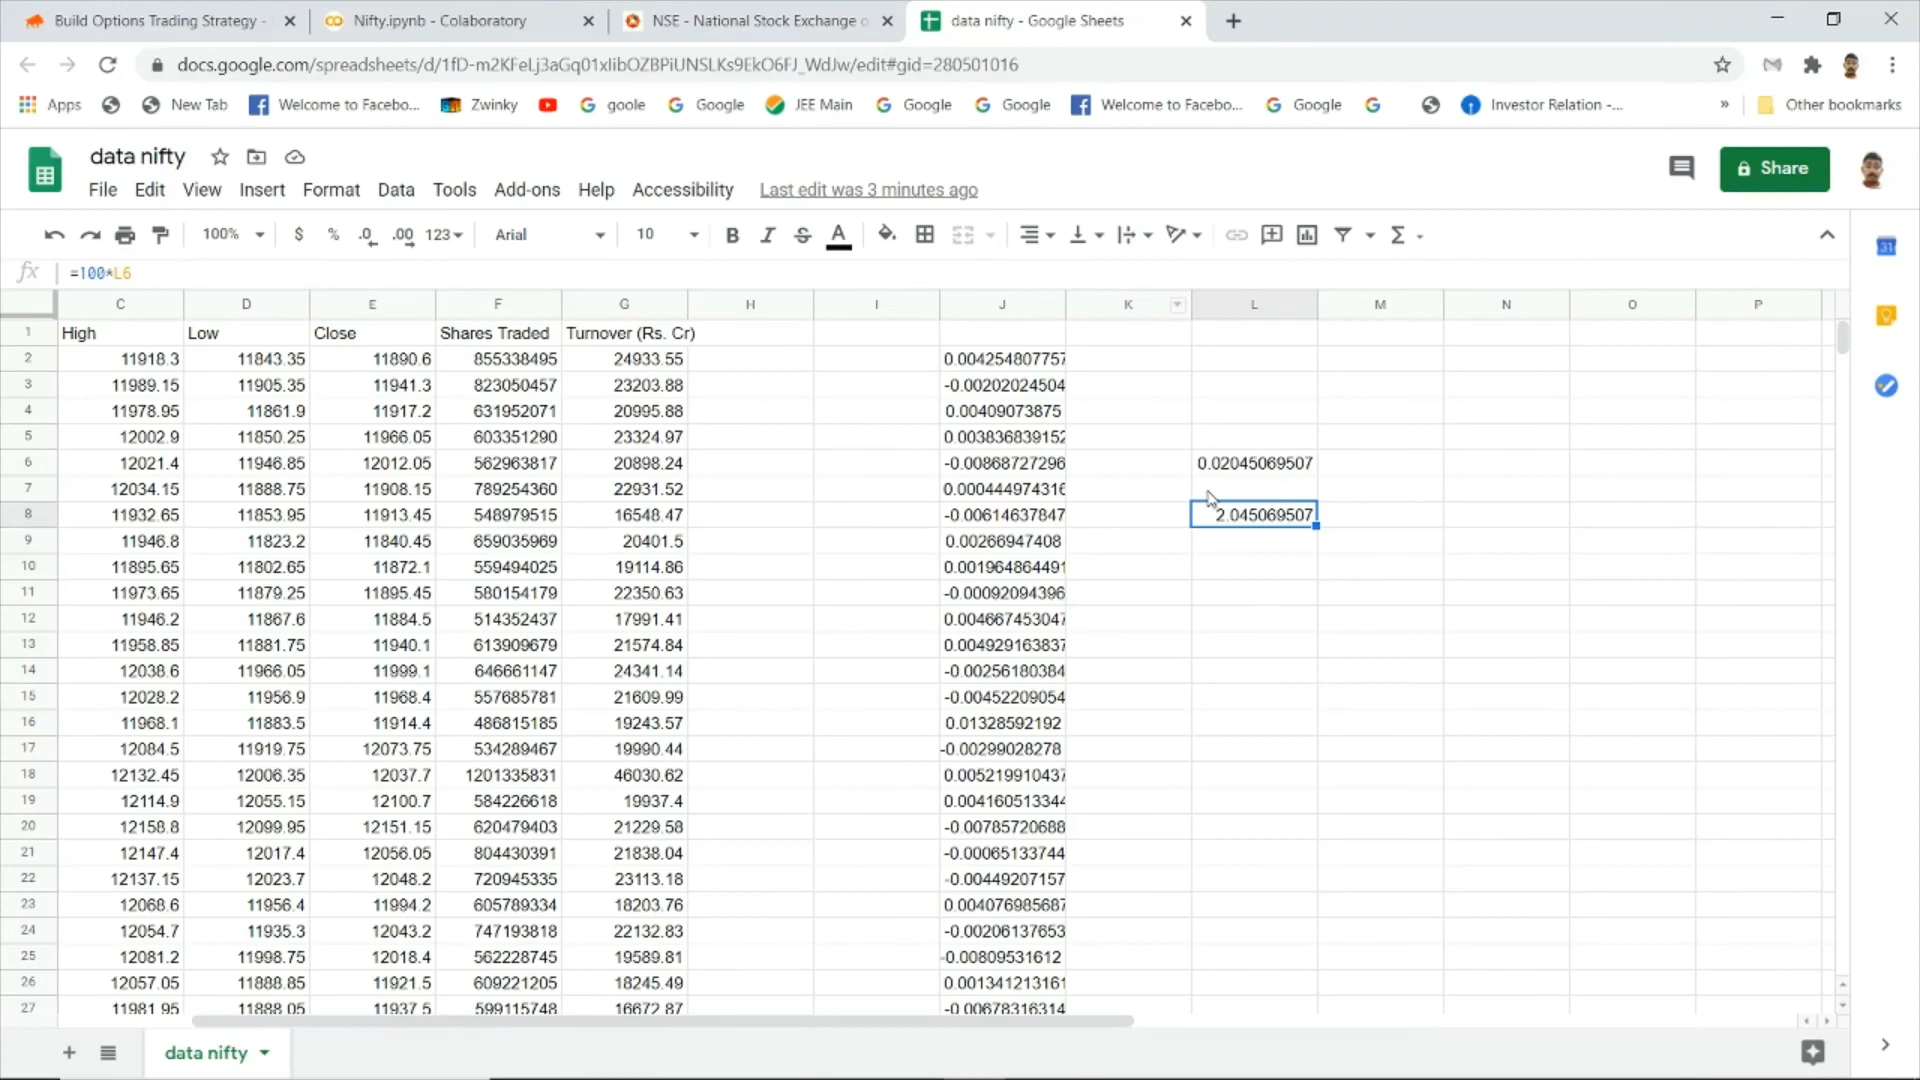 Build Options Trading Strategy -
Nifty.ipynb - Colaboratory
NSE - National Stock Exchange o
data nifty - Google Sheets
docs.google.com/spreadsheets/d/1fD-m2KFeLj3aGq01xIibOZBPiUNSLKs9EkO6FJ_WdJw/edit#gid=280501016
Apps New Tab Welcome to Facebo... Zwinky goole Google JEE Main Google Google Welcome to Facebo... Google Investor Relation -... » Other bookmarks
data nifty
Share
File Edit View Insert Format Data Tools Add-ons Help Accessibility Last edit was 3 minutes ago
100% $ % .0 .00 123 Arial 10 B I S A
fx =100*L6
C D E F G H I J K L M N O P
1 High Low Close Shares Traded Turnover (Rs. Cr)
2 11918.3 11843.35 11890.6 855338495 24933.55 0.004254807757
3 11989.15 11905.35 11941.3 823050457 23203.88 -0.00202024504
4 11978.95 11861.9 11917.2 631952071 20995.88 0.00409073875
5 12002.9 11850.25 11966.05 603351290 23324.97 0.003836839152
6 12021.4 11946.85 12012.05 562963817 20898.24 -0.00868727296 0.02045069507
7 12034.15 11888.75 11908.15 789254360 22931.52 0.000444974316
8 11932.65 11853.95 11913.45 548979515 16548.47 -0.00614637847 2.045069507
9 11946.8 11823.2 11840.45 659035969 20401.5 0.00266947408
10 11895.65 11802.65 11872.1 559494025 19114.86 0.001964864491
11 11973.65 11879.25 11895.45 580154179 22350.63 -0.00092094396
12 11946.2 11867.6 11884.5 514352437 17991.41 0.004667453047
13 11958.85 11881.75 11940.1 613909679 21574.84 0.004929163837
14 12038.6 11966.05 11999.1 646661147 24341.14 -0.00256180384
15 12028.2 11956.9 11968.4 557685781 21609.99 -0.00452209054
16 11968.1 11883.5 11914.4 486815185 19243.57 0.01328592192
17 12084.5 11919.75 12073.75 534289467 19990.44 -0.00299028278
18 12132.45 12006.35 12037.7 1201335831 46030.62 0.005219910437
19 12114.9 12055.15 12100.7 584226618 19937.4 0.004160513344
20 12158.8 12099.95 12151.15 620479403 21229.58 -0.00785720688
21 12147.4 12017.4 12056.05 804430391 21838.04 -0.00065133744
22 12137.15 12023.7 12048.2 720945335 23113.18 -0.00449207157
23 12068.6 11956.4 11994.2 605789334 18203.76 0.004076985687
24 12054.7 11935.3 12043.2 747193818 22132.83 -0.00206137653
25 12081.2 11998.75 12018.4 562228745 19589.81 -0.00809531612
26 12057.05 11888.85 11921.5 609221205 18245.49 0.001341213161
27 11981.95 11888.05 11937.5 599115748 16672.87 -0.00678316314
data nifty